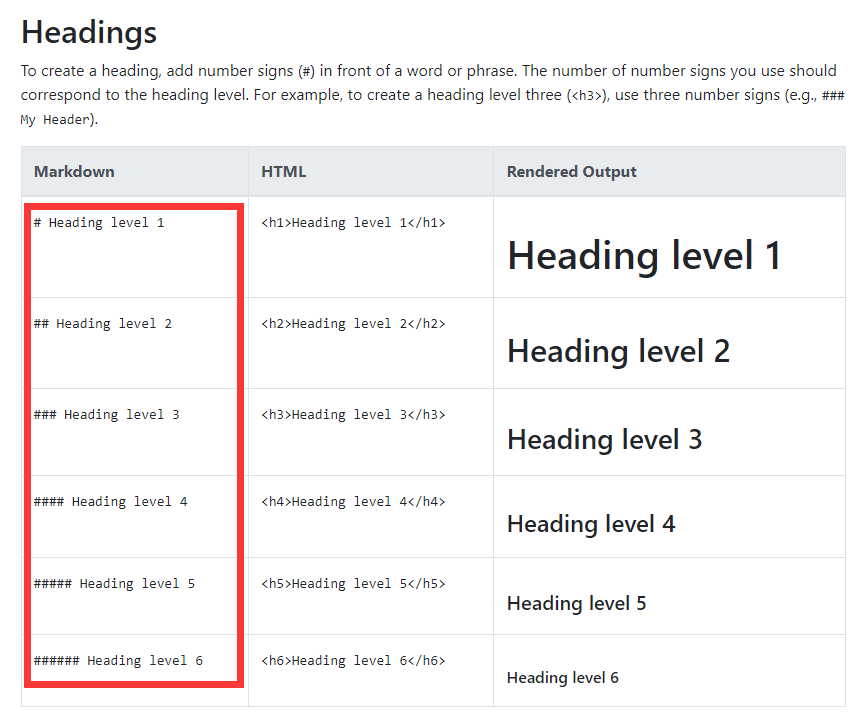 Headings
To create a heading, add number signs (#) in front of a word or phrase. The number of number signs you use should
correspond to the heading level. For example, to create a heading level three (<h3>), use three number signs (e.g., ###
My Header).
Markdown HTML Rendered Output
# Heading level 1 <h1>Heading level 1</h1> Heading level 1
## Heading level 2 <h2>Heading level 2</h2> Heading level 2
### Heading level 3 <h3>Heading level 3</h3> Heading level 3
#### Heading level 4 <h4>Heading level 4</h4> Heading level 4
##### Heading level 5 <h5>Heading level 5</h5> Heading level 5
###### Heading level 6 <h6>Heading level 6</h6> Heading level 6